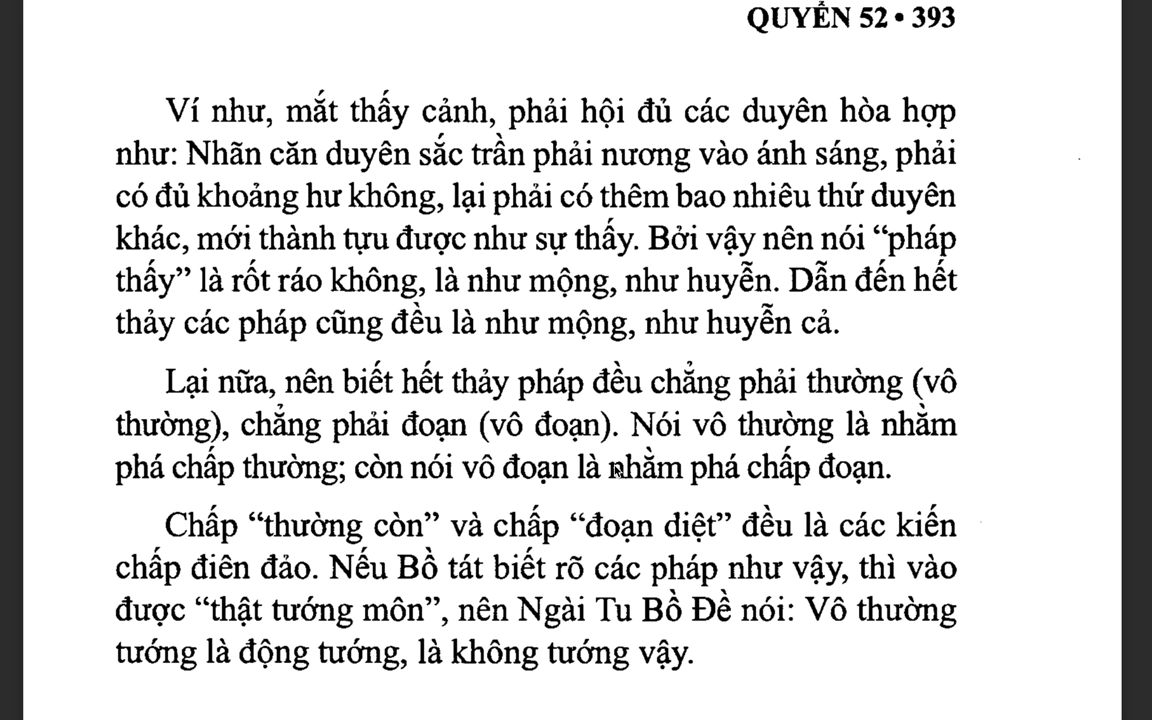 QUYỂN 52 • 393
Ví như, mắt thấy cảnh, phải hội đủ các duyên hòa hợp
như: Nhãn căn duyên sắc trần phải nương vào ánh sáng, phải
có đủ khoảng hư không, lại phải có thêm bao nhiêu thứ duyên
khác, mới thành tựu được như sự thấy. Bởi vậy nên nói “pháp
thấy” là rốt ráo không, là như mộng, như huyễn. Dẫn đến hết
thảy các pháp cũng đều là như mộng, như huyễn cả.
Lại nữa, nên biết hết thảy pháp đều chẳng phải thường (vô
thường), chẳng phải đoạn (vô đoạn). Nói vô thường là nhằm
phá chấp thường; còn nói vô đoạn là nhằm phá chấp đoạn.
Chấp “thường còn” và chấp “đoạn diệt” đều là các kiến
chấp điên đảo. Nếu Bồ tát biết rõ các pháp như vậy, thì vào
được “thật tướng môn”, nên Ngài Tu Bồ Đề nói: Vô thường
tướng là động tướng, là không tướng vậy.